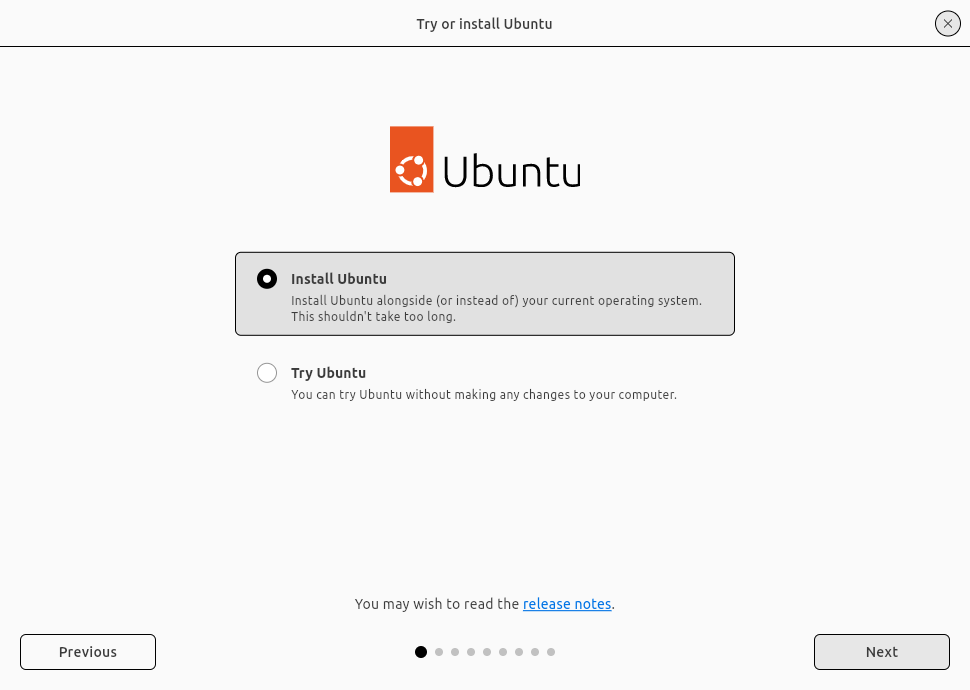 Try or install Ubuntu
Ubuntu
Install Ubuntu
Install Ubuntu alongside (or instead of) your current operating system.
This shouldn't take too long.
Try Ubuntu
You can try Ubuntu without making any changes to your computer.
You may wish to read the release notes.
Previous
Next